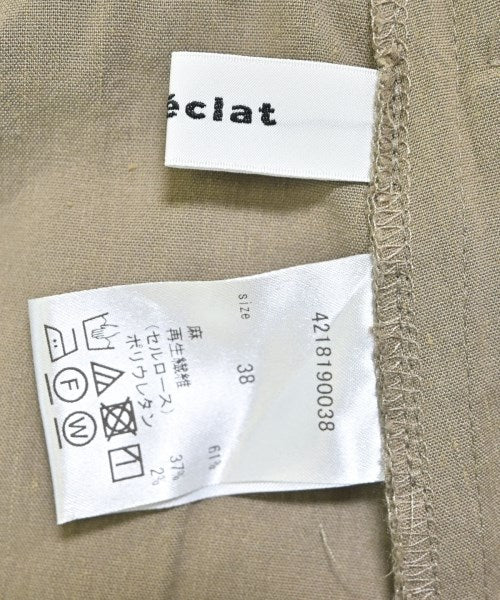 éclat
4218190038
size 38
麻 61%
再生繊維
(セルロース) 37%
ポリウレタン 2%
F
W